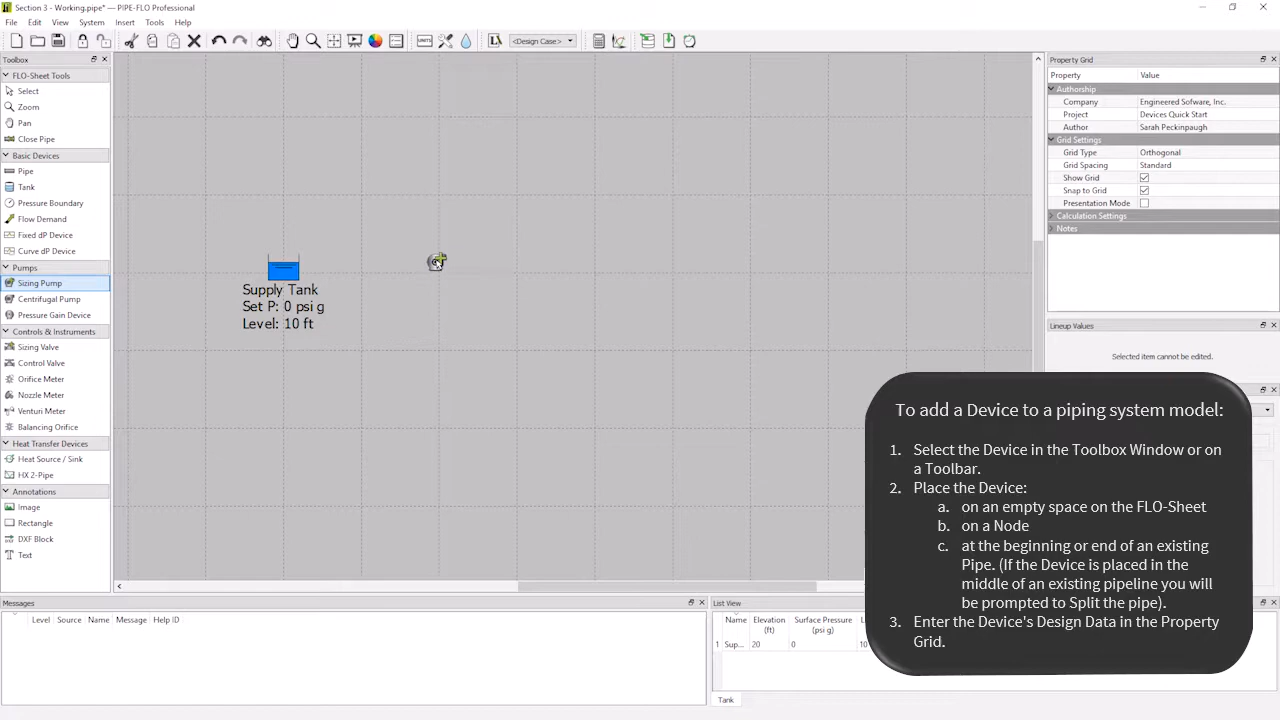 Section 3 - Working.pipe* — PIPE-FLO Professional
File Edit View System Insert Tools Help
<Design Case>
Toolbox
FLO-Sheet Tools
Select
Zoom
Pan
Close Pipe
Basic Devices
Pipe
Tank
Pressure Boundary
Flow Demand
Fixed dP Device
Curve dP Device
Pumps
Sizing Pump
Centrifugal Pump
Pressure Gain Device
Controls & Instruments
Sizing Valve
Control Valve
Orifice Meter
Nozzle Meter
Venturi Meter
Balancing Orifice
Heat Transfer Devices
Heat Source / Sink
HX 2-Pipe
Annotations
Image
Rectangle
DXF Block
Text
Supply Tank
Set P: 0 psi g
Level: 10 ft
Property Grid
Property Value
Authorship
Company Engineered Sofware, Inc.
Project Devices Quick Start
Author Sarah Peckinpaugh
Grid Settings
Grid Type Orthogonal
Grid Spacing Standard
Show Grid
Snap to Grid
Presentation Mode
Calculation Settings
Notes
Lineup Values
Selected item cannot be edited.
To add a Device to a piping system model:
1. Select the Device in the Toolbox Window or on
a Toolbar.
2. Place the Device:
a. on an empty space on the FLO-Sheet
b. on a Node
c. at the beginning or end of an existing
Pipe. (If the Device is placed in the
middle of an existing pipeline you will
be prompted to Split the pipe).
3. Enter the Device's Design Data in the Property
Grid.
Messages
Level Source Name Message Help ID
List View
Name Elevation Surface Pressure
(ft) (psi g)
1 Sup... 20 0 10
Tank